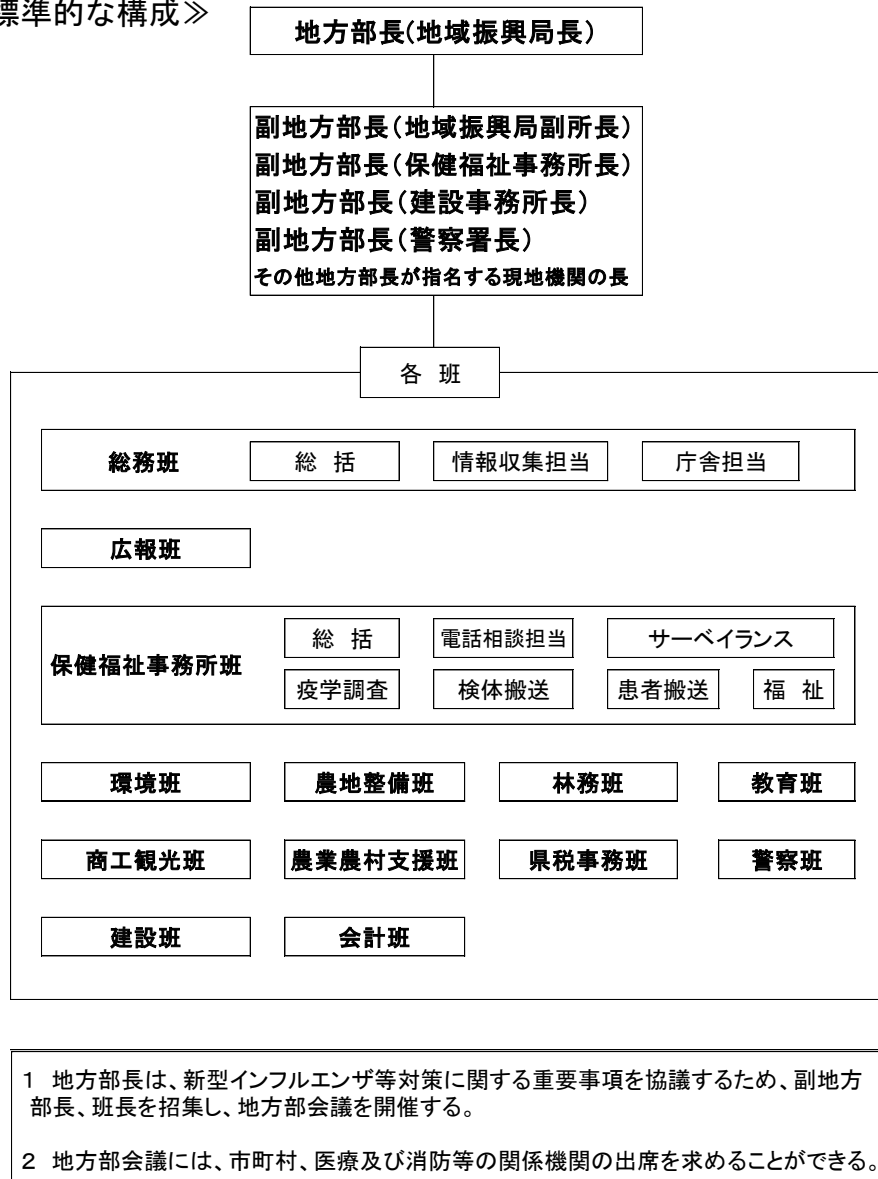 標準的な構成≫
地方部長(地域振興局長)
副地方部長(地域振興局副所長)
副地方部長(保健福祉事務所長)
副地方部長(建設事務所長)
副地方部長(警察署長)
その他地方部長が指名する現地機関の長
各 班
総務班 総 括 情報収集担当 庁舎担当
広報班
保健福祉事務所班
総 括 電話相談担当 サーベイランス
疫学調査 検体搬送 患者搬送 福 祉
環境班 農地整備班 林務班 教育班
商工観光班 農業農村支援班 県税事務班 警察班
建設班 会計班
1 地方部長は、新型インフルエンザ等対策に関する重要事項を協議するため、副地方
部長、班長を招集し、地方部会議を開催する。
2 地方部会議には、市町村、医療及び消防等の関係機関の出席を求めることができる。